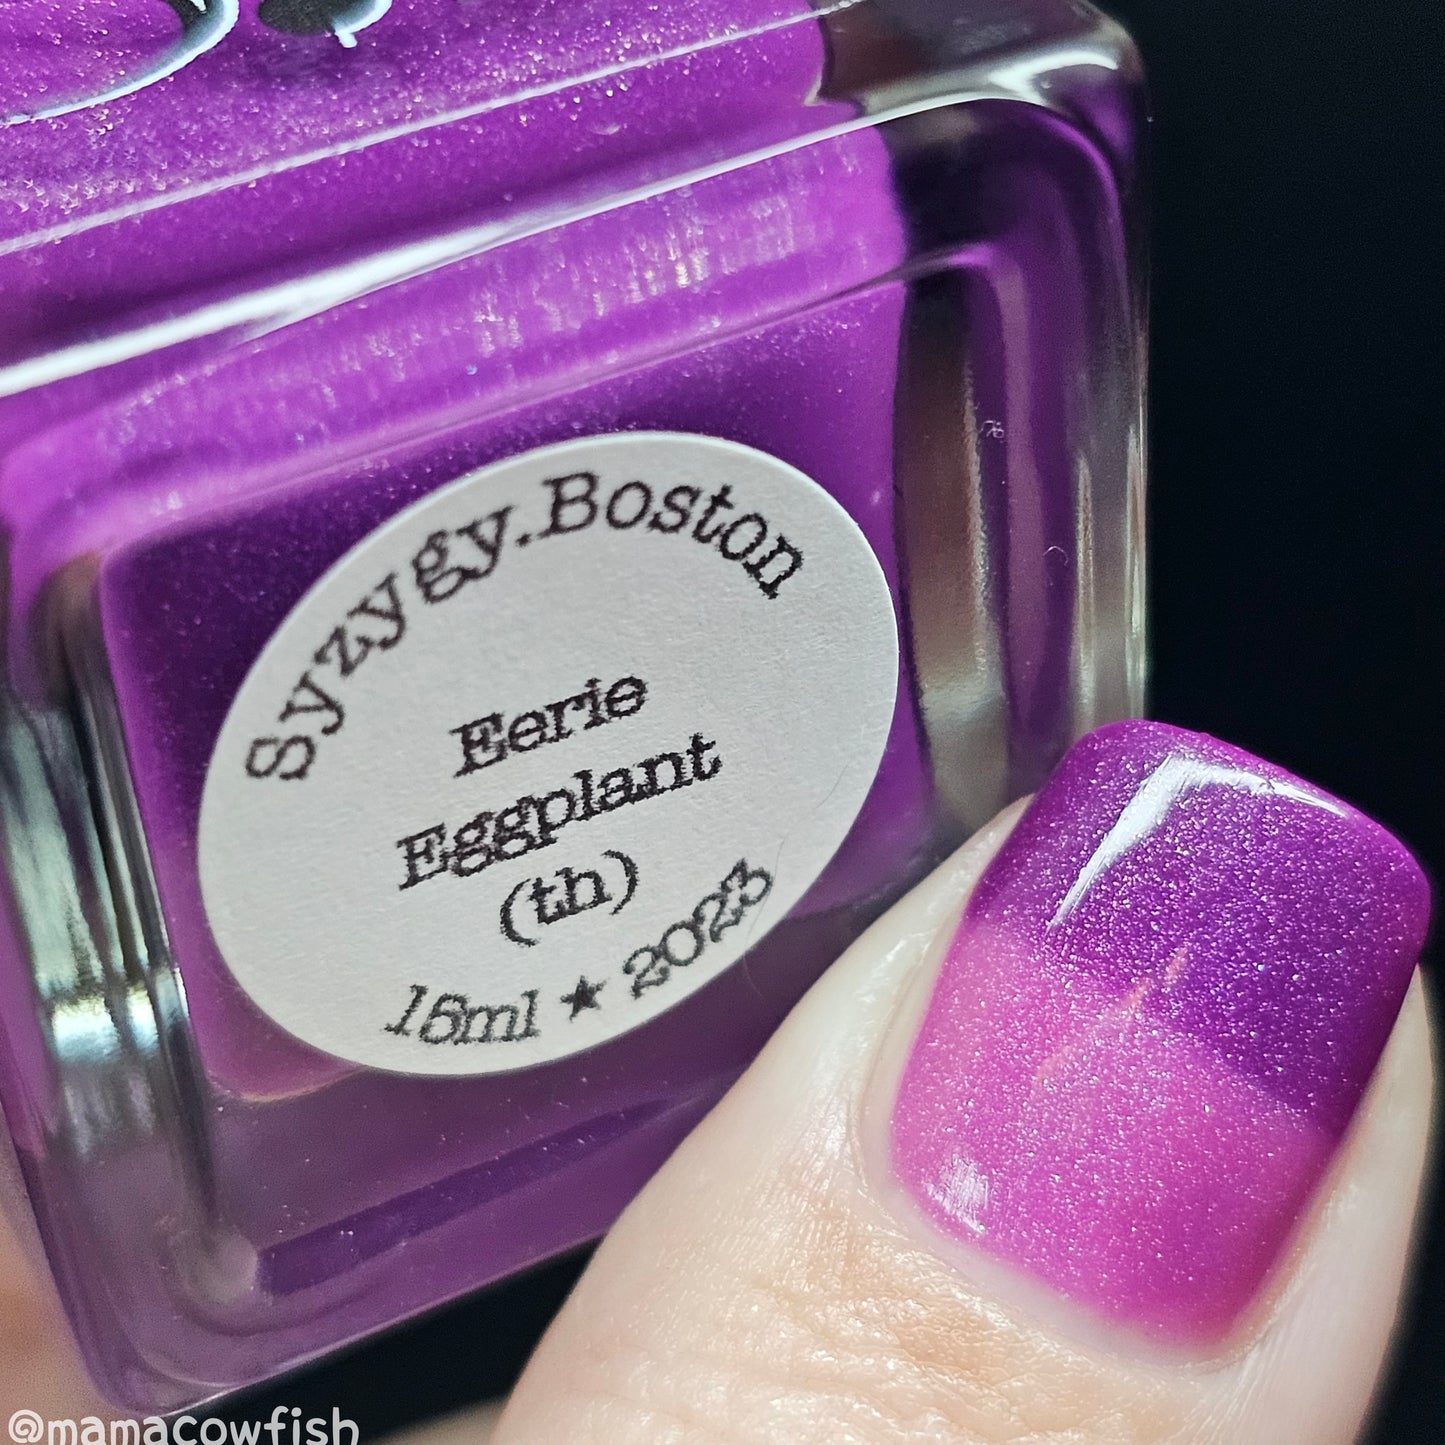 Syzygy.Boston
Eerie
Eggplant
(th)
15ml ★ 2023
@mamacowfish